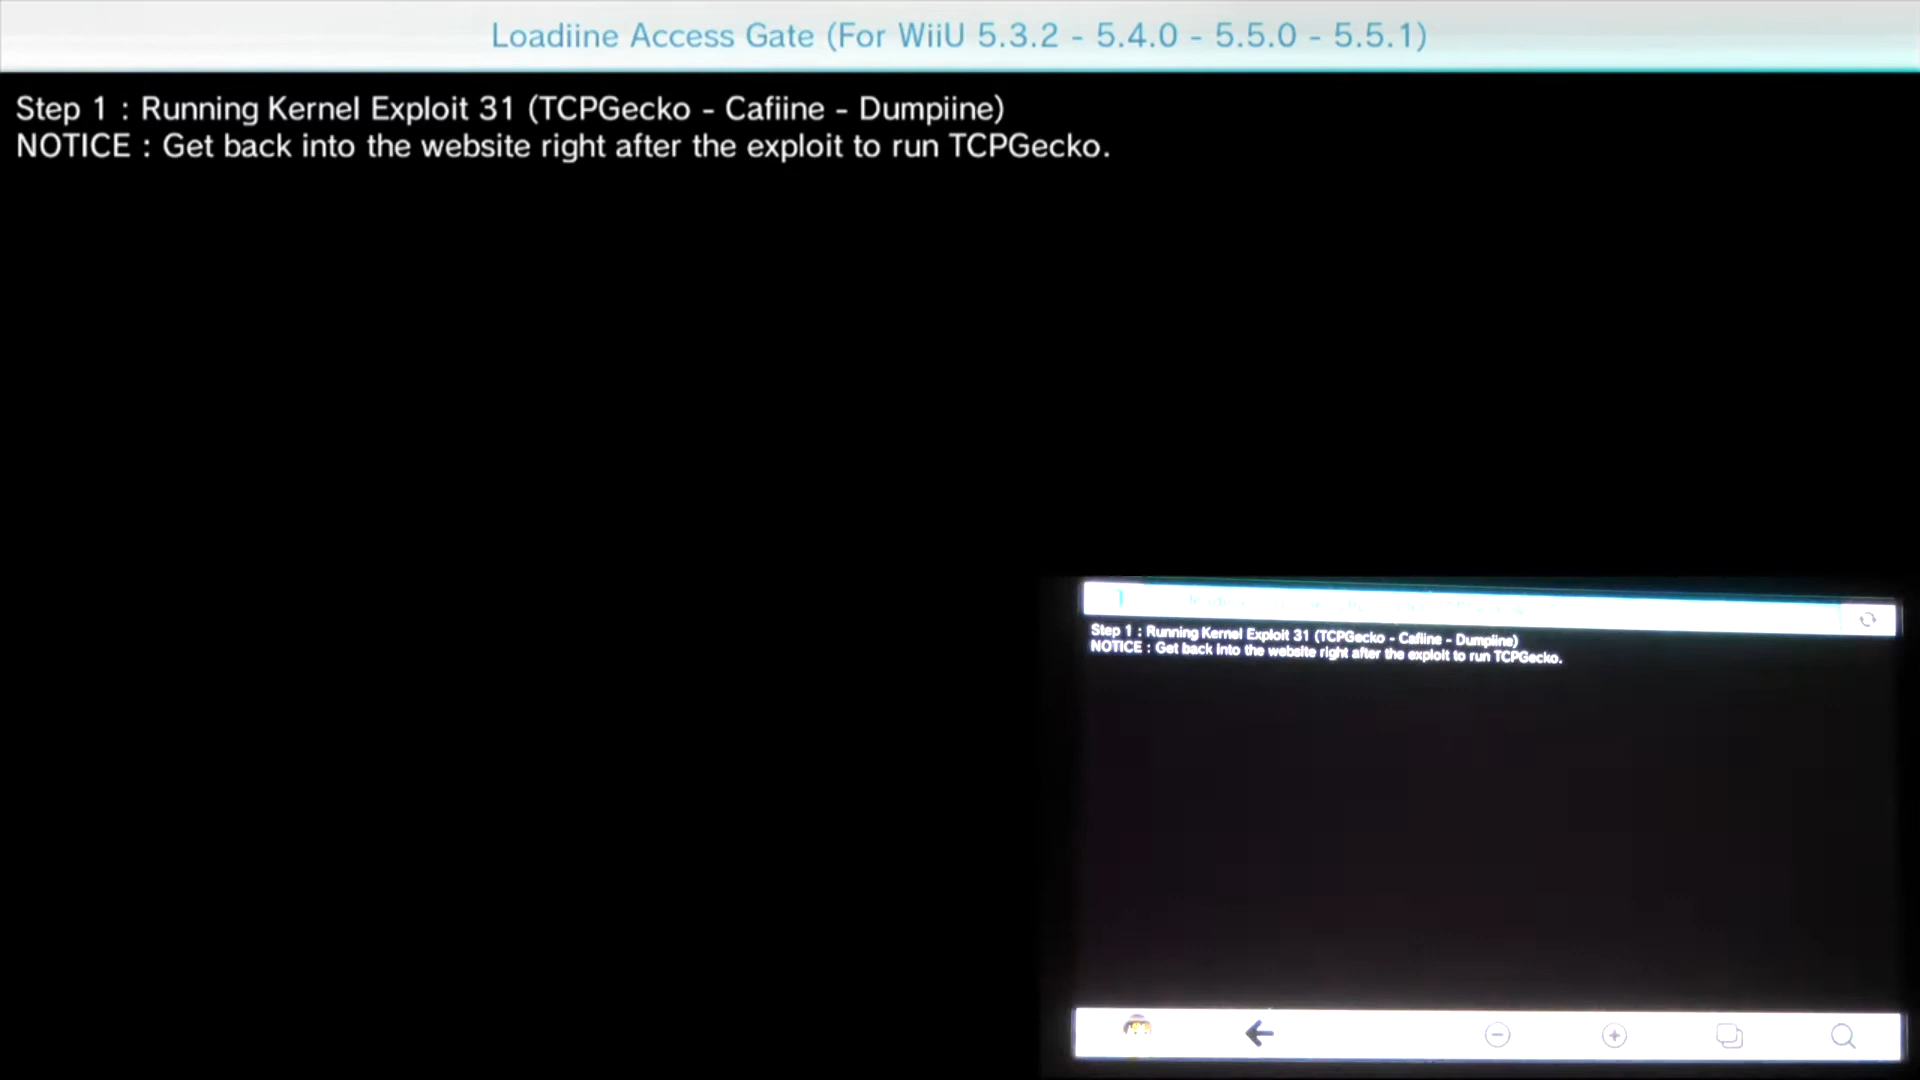 Loadiine Access Gate (For WiiU 5.3.2 - 5.4.0 - 5.5.0 - 5.5.1)
Step 1 : Running Kernel Exploit 31 (TCPGecko - Cafiine - Dumpiine)
NOTICE : Get back into the website right after the exploit to run TCPGecko.
Step 1 : Running Kernel Exploit 31 (TCPGecko - Cafiine - Dumpiine)
NOTICE : Get back into the website right after the exploit to run TCPGecko.